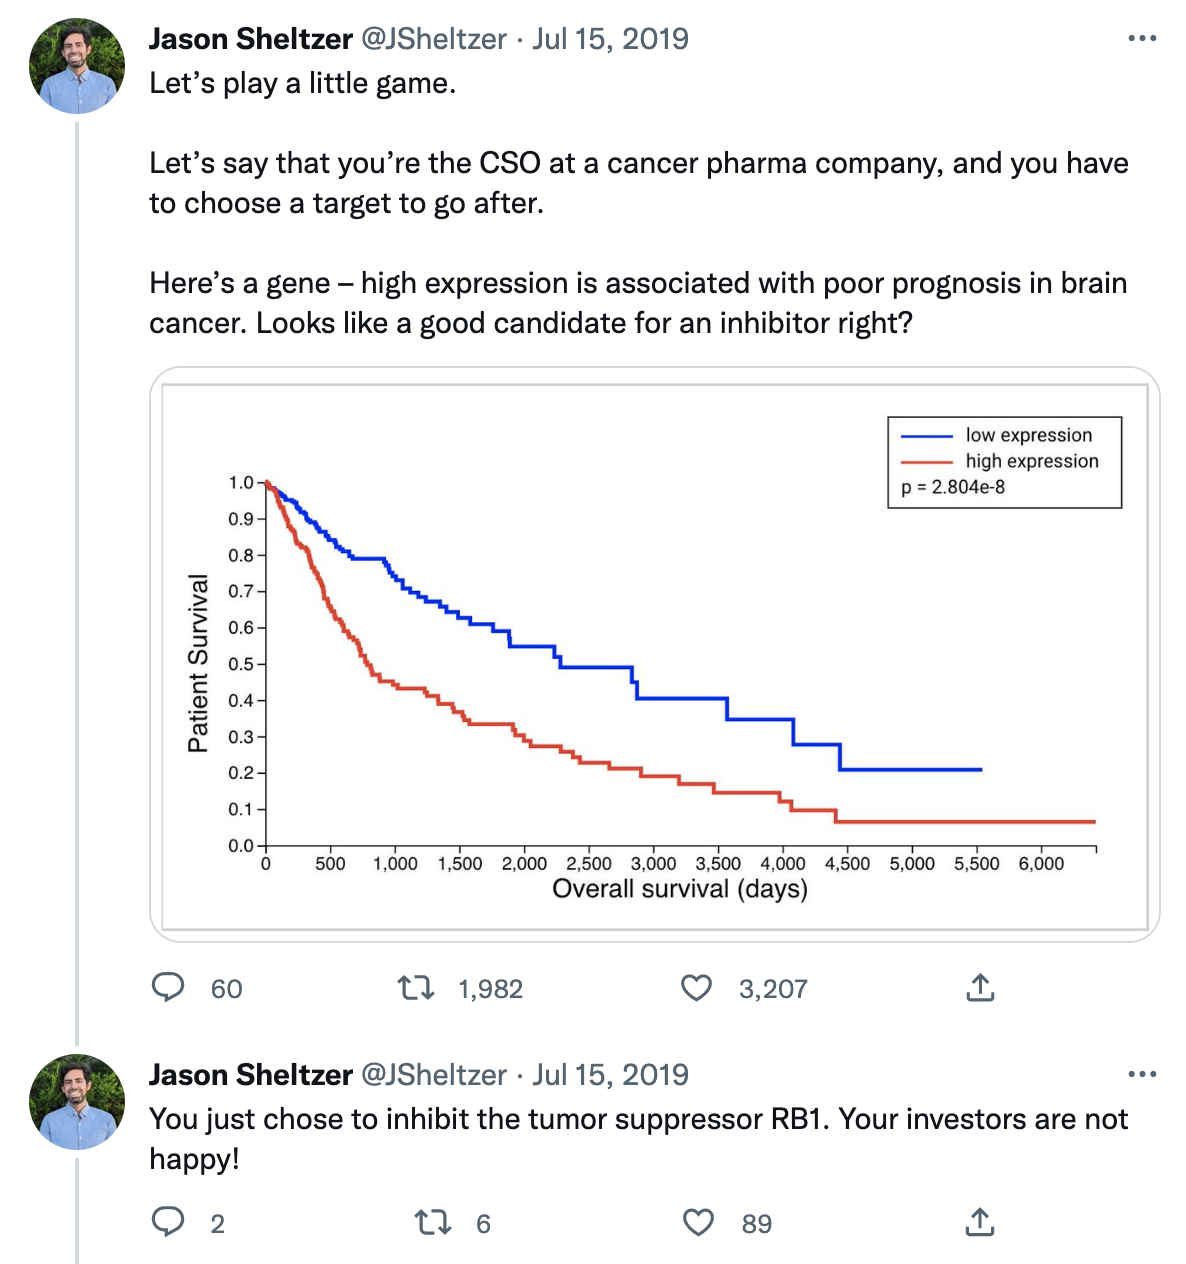 Jason Sheltzer @JSheltzer · Jul 15, 2019
Let’s play a little game.
Let’s say that you’re the CSO at a cancer pharma company, and you have
to choose a target to go after.
Here’s a gene – high expression is associated with poor prognosis in brain
cancer. Looks like a good candidate for an inhibitor right?
low expression
high expression
p = 2.804e-8
Patient Survival
1.0
0.9
0.8
0.7
0.6
0.5
0.4
0.3
0.2
0.1
0.0
0 500 1,000 1,500 2,000 2,500 3,000 3,500 4,000 4,500 5,000 5,500 6,000
Overall survival (days)
60 1,982 3,207
Jason Sheltzer @JSheltzer · Jul 15, 2019
You just chose to inhibit the tumor suppressor RB1. Your investors are not
happy!
2 6 89